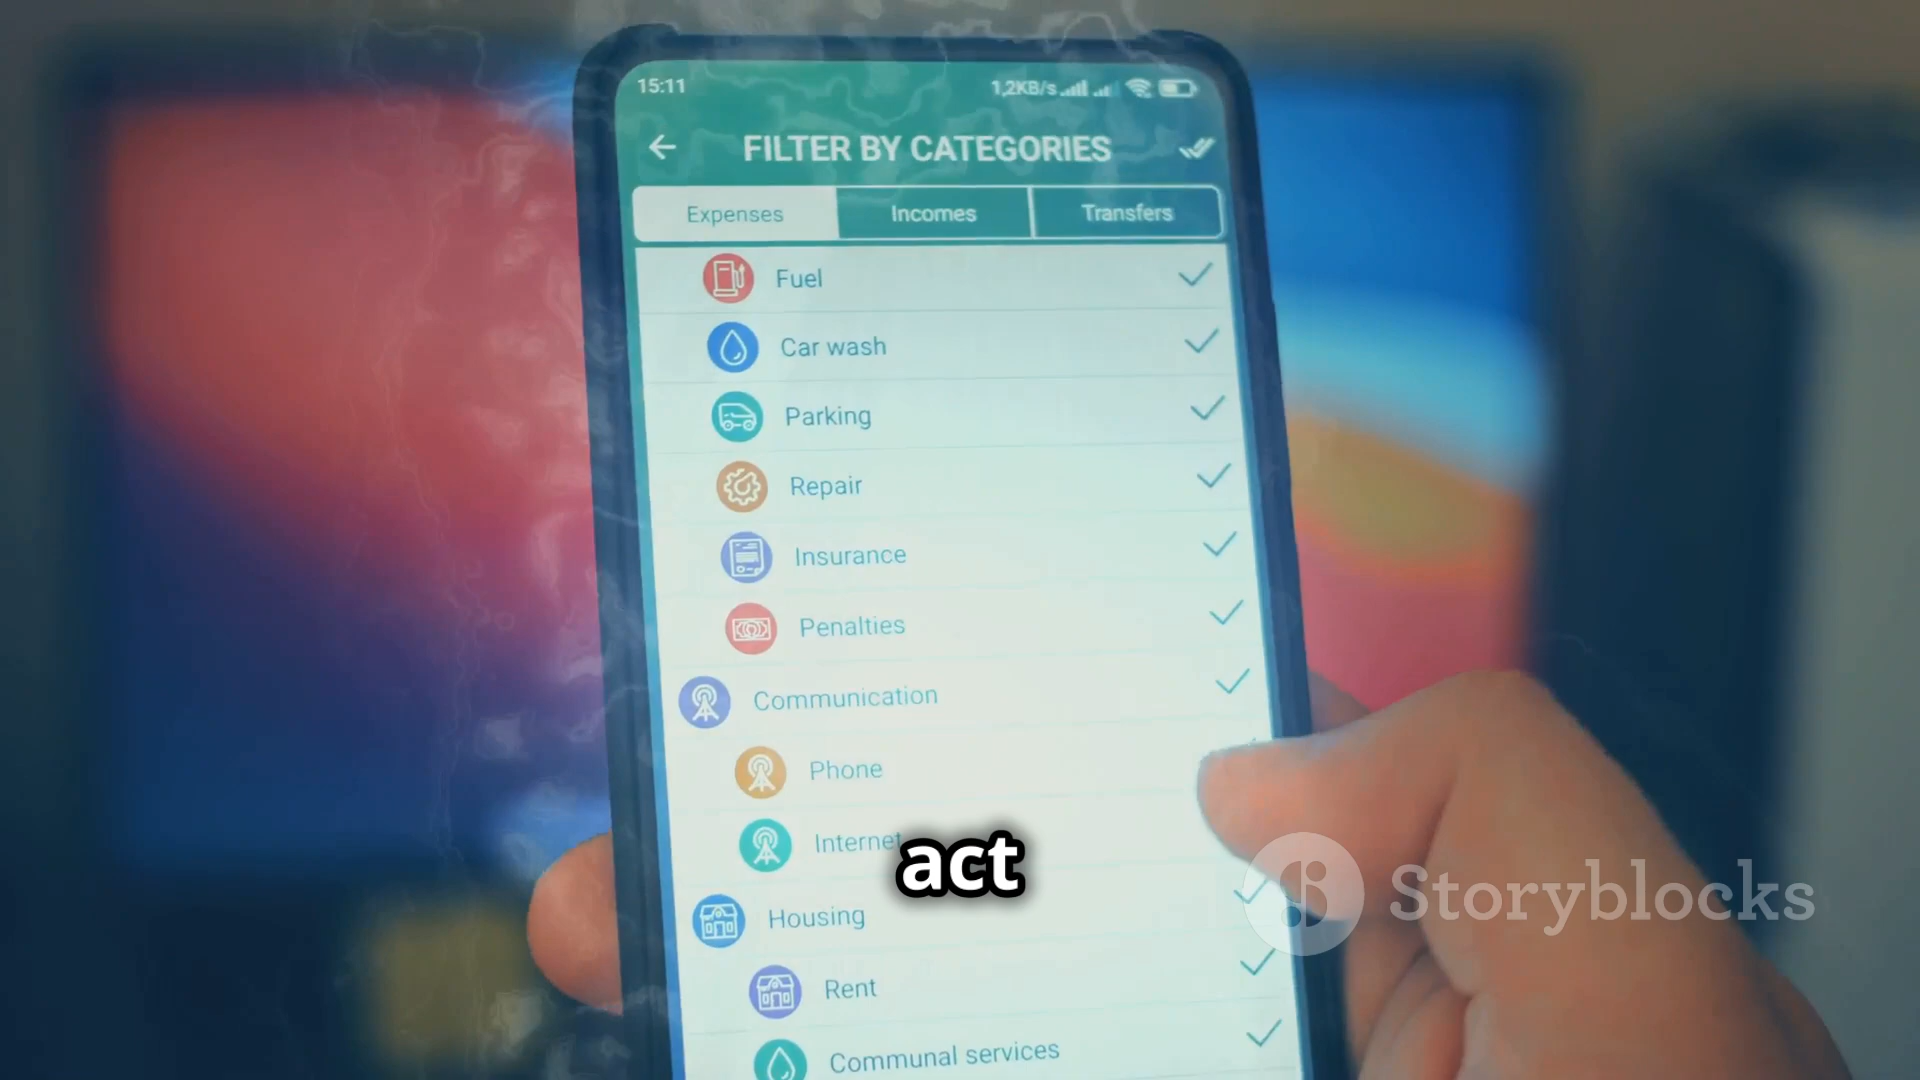 15:11 1,2KB/s
FILTER BY CATEGORIES
Expenses Incomes Transfers
Fuel
Car wash
Parking
Repair
Insurance
Penalties
Communication
Phone
Internet
act
Storyblocks
Housing
Rent
Communal services